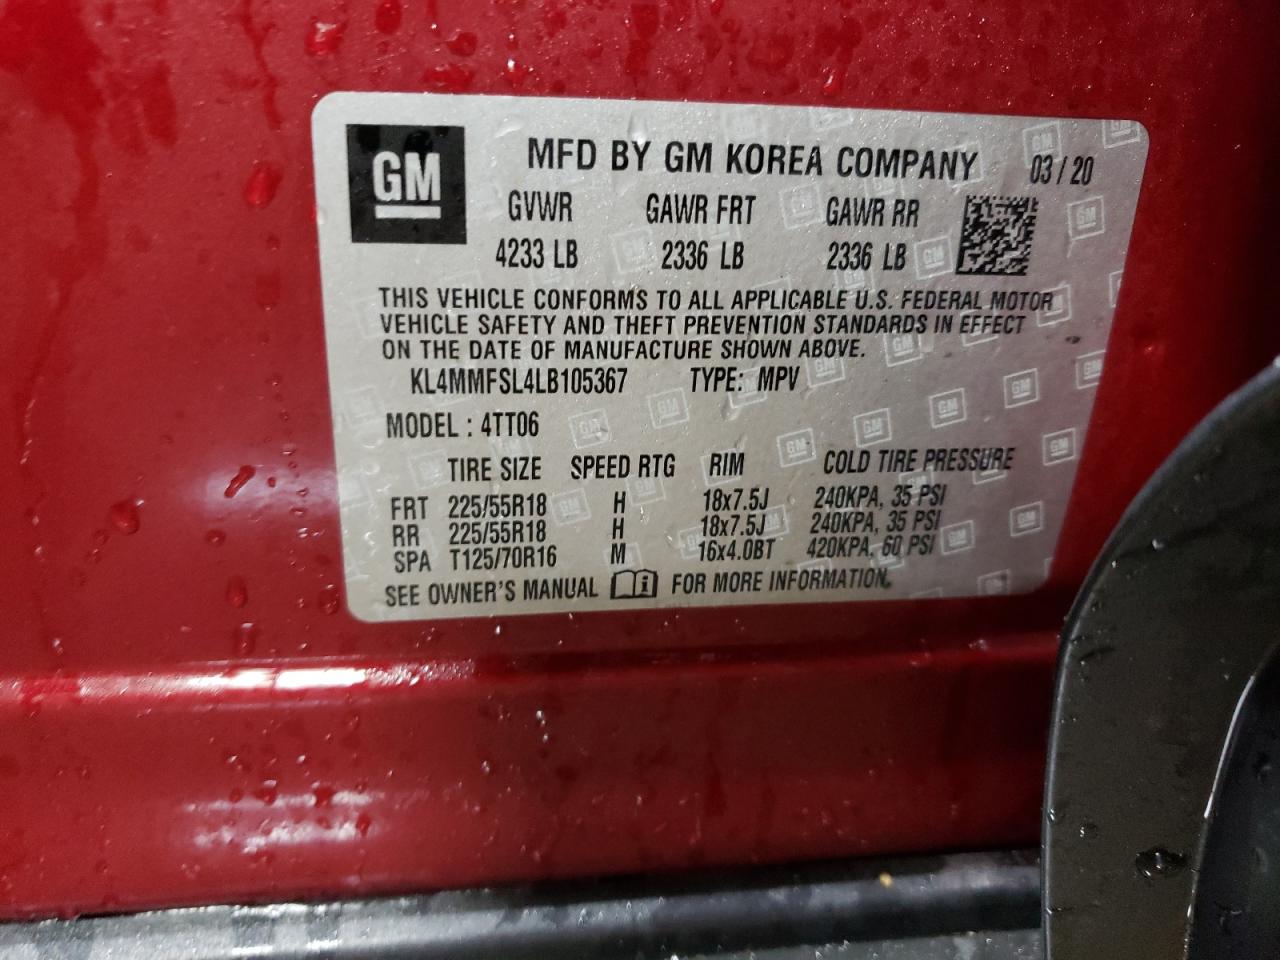 GM
MFD BY GM KOREA COMPANY 03/20
GVWR GAWR FRT GAWR RR
4233 LB 2336 LB 2336 LB
THIS VEHICLE CONFORMS TO ALL APPLICABLE U.S. FEDERAL MOTOR
VEHICLE SAFETY AND THEFT PREVENTION STANDARDS IN EFFECT
ON THE DATE OF MANUFACTURE SHOWN ABOVE.
KL4MMFSL4LB105367 TYPE: MPV
MODEL : 4TT06
TIRE SIZE SPEED RTG RIM COLD TIRE PRESSURE
FRT 225/55R18 H 18x7.5J 240KPA, 35 PSI
RR 225/55R18 H 18x7.5J 240KPA, 35 PSI
SPA T125/70R16 M 16x4.0BT 420KPA, 60 PSI
SEE OWNER'S MANUAL FOR MORE INFORMATION.